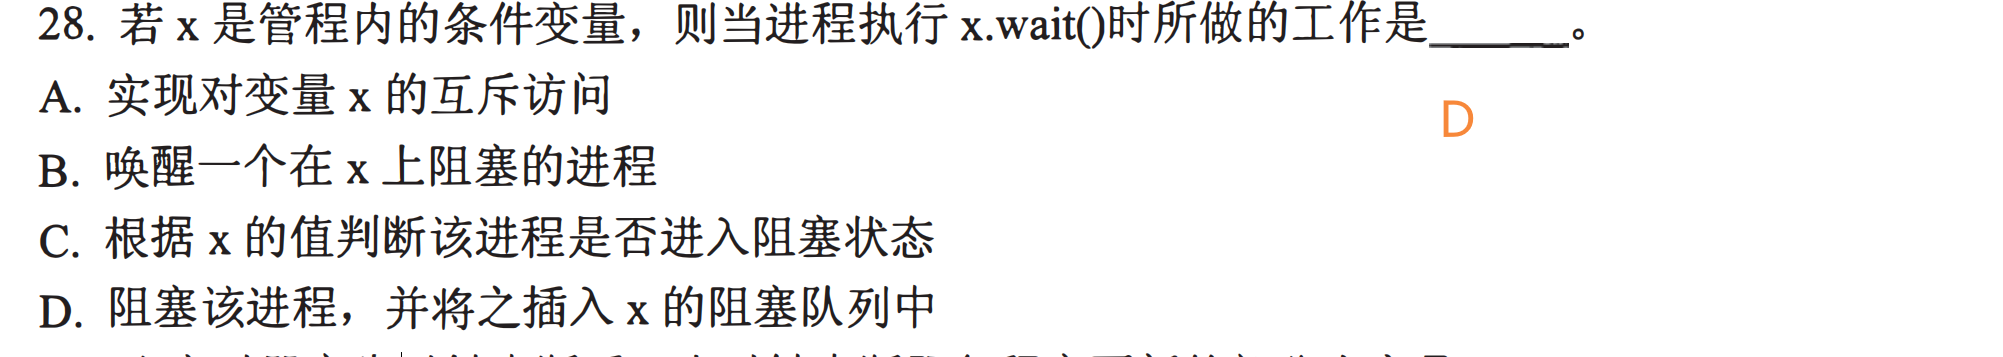 28. 若 x 是管程内的条件变量，则当进程执行 x.wait()时所做的工作是______。
A. 实现对变量 x 的互斥访问
D
B. 唤醒一个在 x 上阻塞的进程
C. 根据 x 的值判断该进程是否进入阻塞状态
D. 阻塞该进程，并将之插入 x 的阻塞队列中